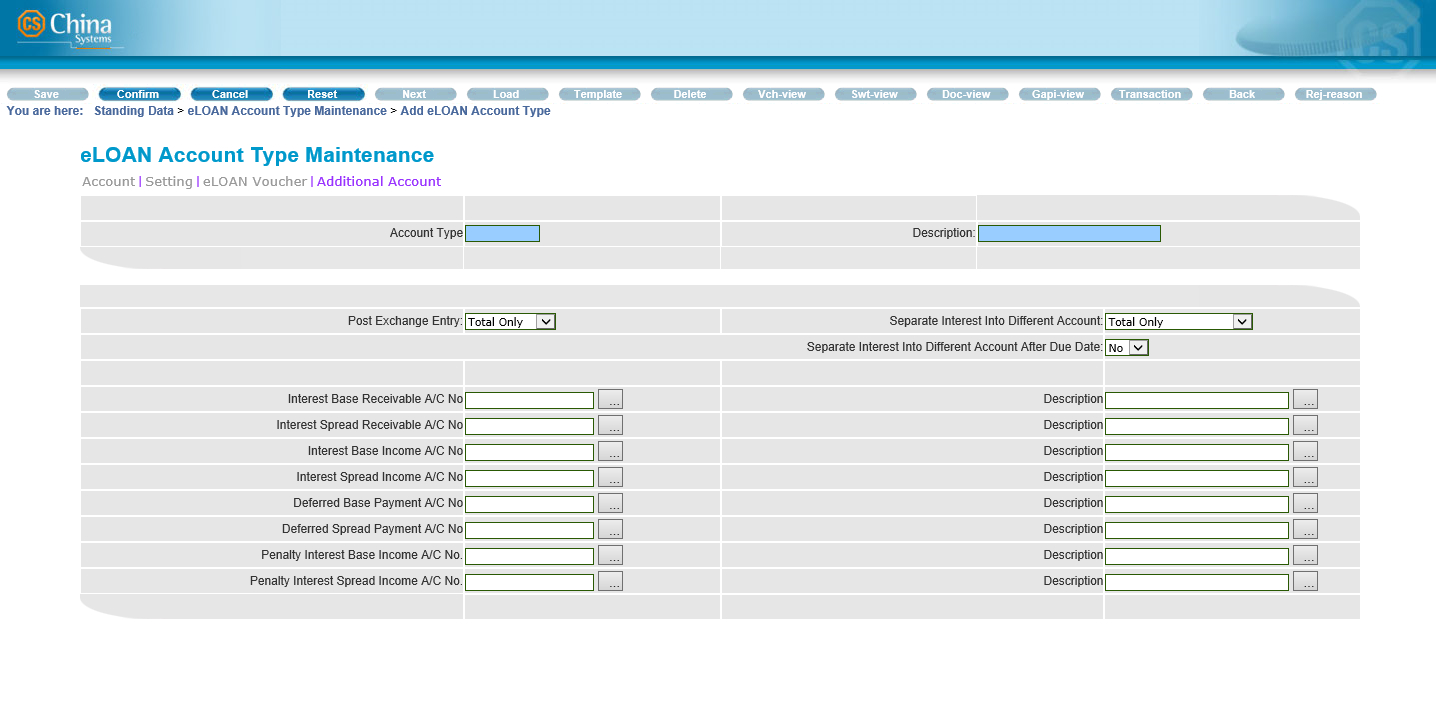 CS China
Systems
CS
Save Confirm Cancel Reset Next Load Template Delete Vch-view Swt-view Doc-view Gapi-view Transaction Back Rej-reason
You are here: Standing Data > eLOAN Account Type Maintenance > Add eLOAN Account Type
eLOAN Account Type Maintenance
Account | Setting | eLOAN Voucher | Additional Account
Account Type Description:
Post Exchange Entry: Total Only Separate Interest Into Different Account: Total Only
Separate Interest Into Different Account After Due Date: No
Interest Base Receivable A/C No ... Description ...
Interest Spread Receivable A/C No ... Description ...
Interest Base Income A/C No ... Description ...
Interest Spread Income A/C No ... Description ...
Deferred Base Payment A/C No ... Description ...
Deferred Spread Payment A/C No ... Description ...
Penalty Interest Base Income A/C No. ... Description ...
Penalty Interest Spread Income A/C No. ... Description ...